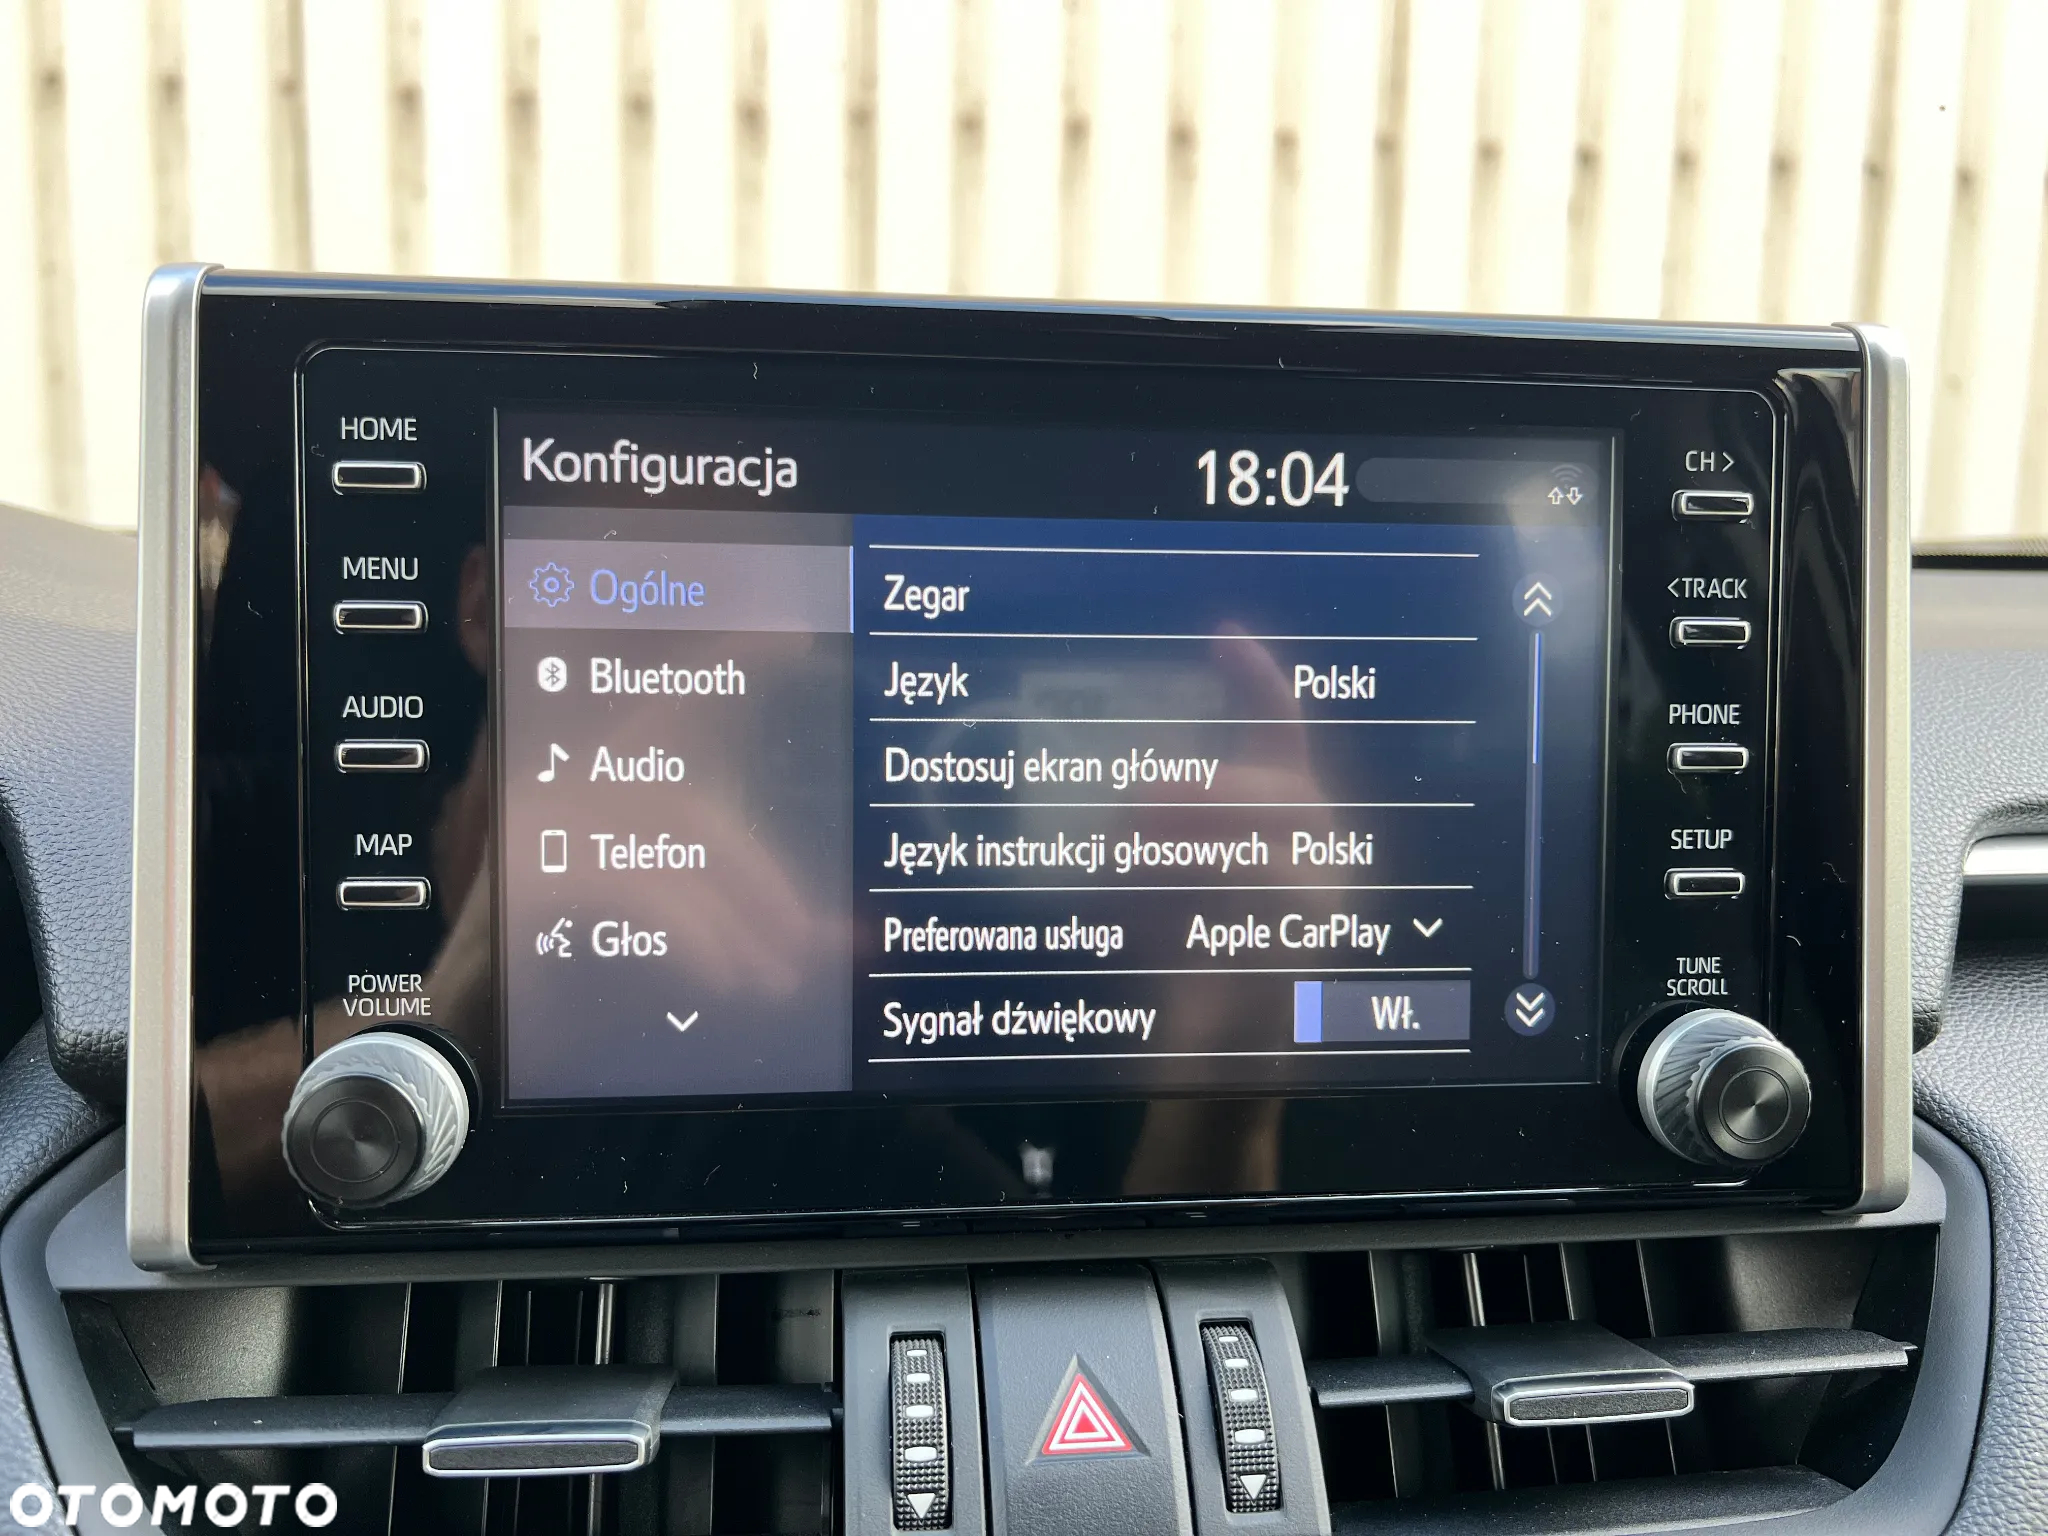 HOME
MENU
AUDIO
MAP
POWER
VOLUME
Konfiguracja
18:04
Ogólne
Bluetooth
Audio
Telefon
Głos
Zegar
Język Polski
Dostosuj ekran główny
Język instrukcji głosowych Polski
Preferowana usługa Apple CarPlay
Sygnał dźwiękowy Wł.
CH >
<TRACK
PHONE
SETUP
TUNE
SCROLL
OTOMOTO